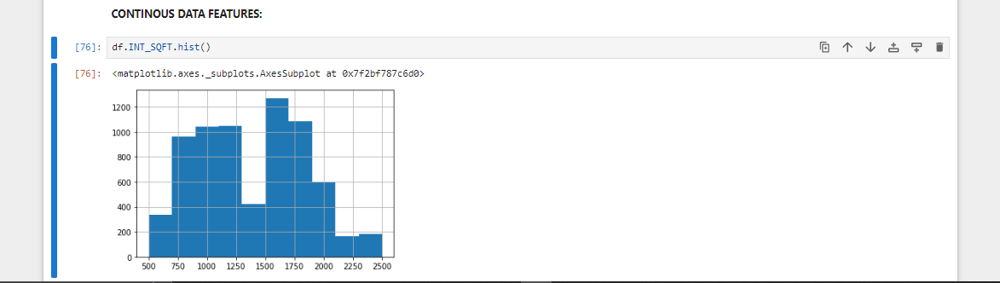 CONTINOUS DATA FEATURES:
[76]: df.INT_SQFT.hist()
[76]: <matplotlib.axes._subplots.AxesSubplot at 0x7f2bf787c6d0>
1200
1000
800
600
400
200
0
500 750 1000 1250 1500 1750 2000 2250 2500